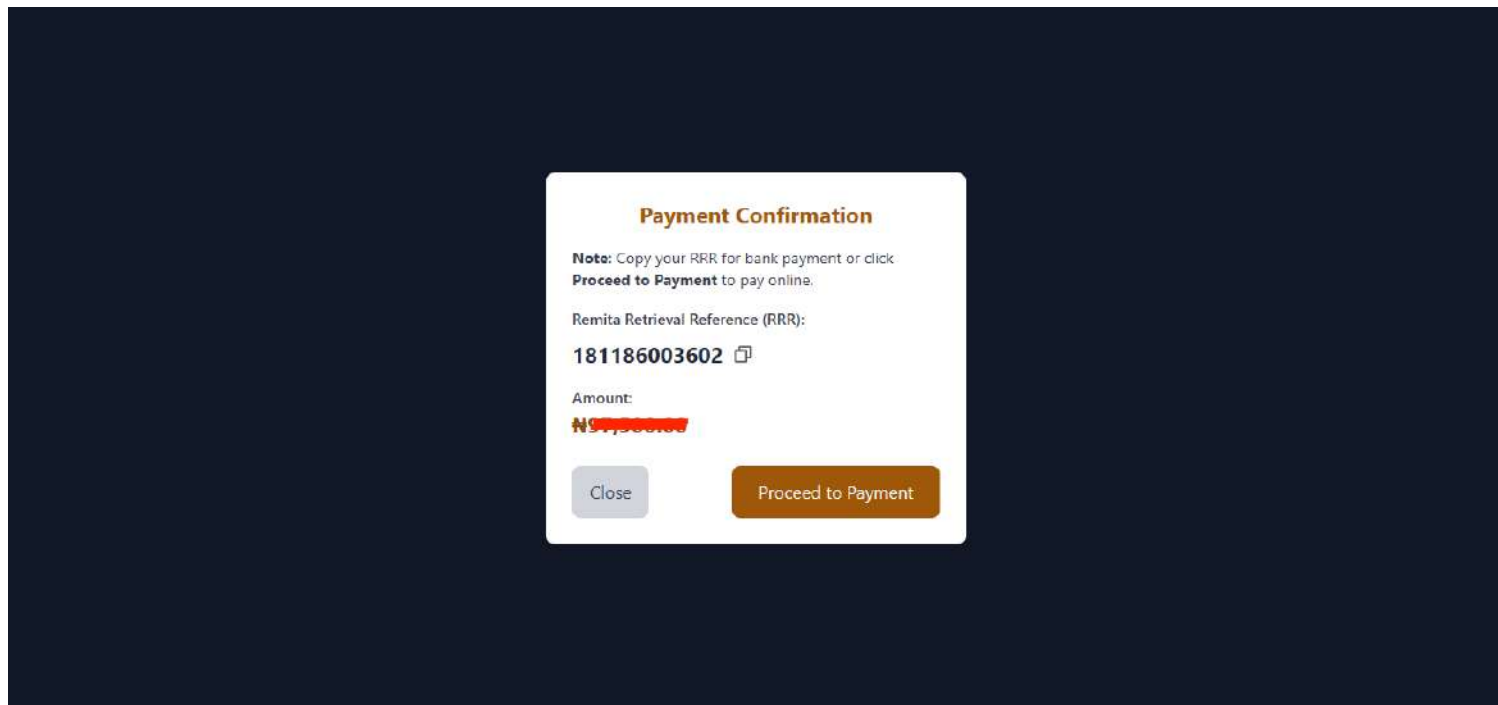 Payment Confirmation
Note: Copy your RRR for bank payment or click
Proceed to Payment to pay online.
Remita Retrieval Reference (RRR):
181186003602
Amount:
₦
Close
Proceed to Payment